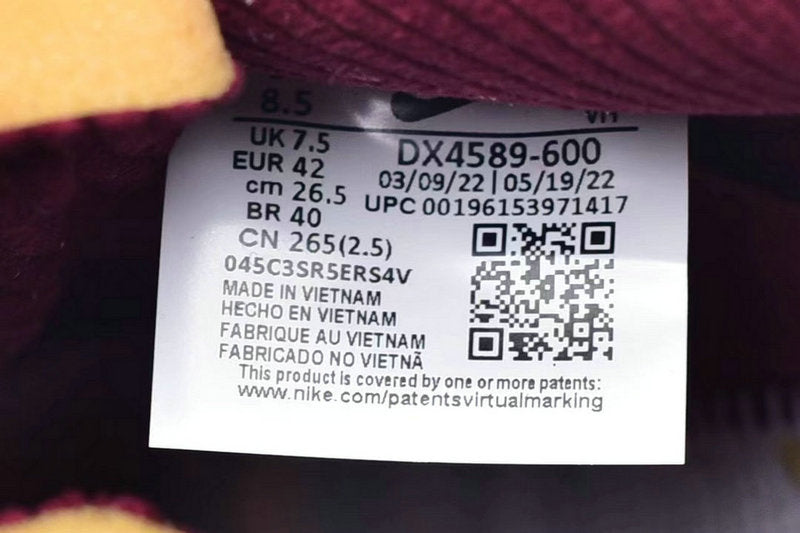 8.5
UK 7.5
EUR 42
cm 26.5
BR 40
CN 265(2.5)
045C3SR5ERS4V
MADE IN VIETNAM
HECHO EN VIETNAM
FABRIQUE AU VIETNAM
FABRICADO NO VIETNÃ
DX4589-600
03/09/22 | 05/19/22
UPC 00196153971417
This product is covered by one or more patents:
www.nike.com/patentsvirtualmarking